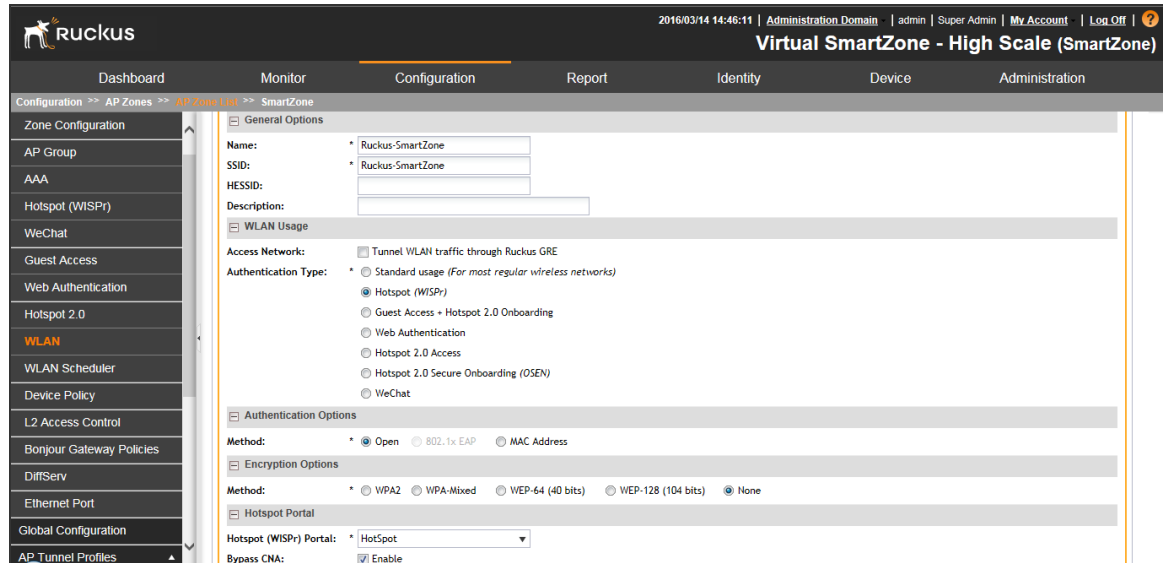 Ruckus
2016/03/14 14:46:11 | Administration Domain | admin | Super Admin | My Account | Log Off | ?
Virtual SmartZone - High Scale (SmartZone)
Dashboard Monitor Configuration Report Identity Device Administration
Configuration >> AP Zones >> AP Zone List >> SmartZone
Zone Configuration
AP Group
AAA
Hotspot (WISPr)
WeChat
Guest Access
Web Authentication
Hotspot 2.0
WLAN
WLAN Scheduler
Device Policy
L2 Access Control
Bonjour Gateway Policies
DiffServ
Ethernet Port
Global Configuration
AP Tunnel Profiles
General Options
Name: * Ruckus-SmartZone
SSID: * Ruckus-SmartZone
HESSID:
Description:
WLAN Usage
Access Network: Tunnel WLAN traffic through Ruckus GRE
Authentication Type: * Standard usage (For most regular wireless networks)
Hotspot (WISPr)
Guest Access + Hotspot 2.0 Onboarding
Web Authentication
Hotspot 2.0 Access
Hotspot 2.0 Secure Onboarding (OSEN)
WeChat
Authentication Options
Method: * Open 802.1x EAP MAC Address
Encryption Options
Method: * WPA2 WPA-Mixed WEP-64 (40 bits) WEP-128 (104 bits) None
Hotspot Portal
Hotspot (WISPr) Portal: * HotSpot
Bypass CNA: Enable